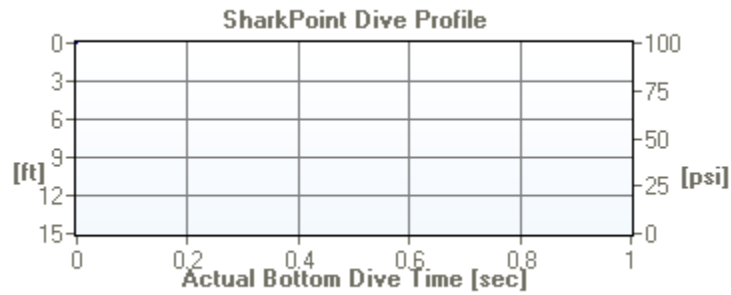 SharkPoint Dive Profile
0 100
3 75
6 50
9
[ft] 25 [psi]
12
15 0
0 0.2 0.4 0.6 0.8 1
Actual Bottom Dive Time [sec]